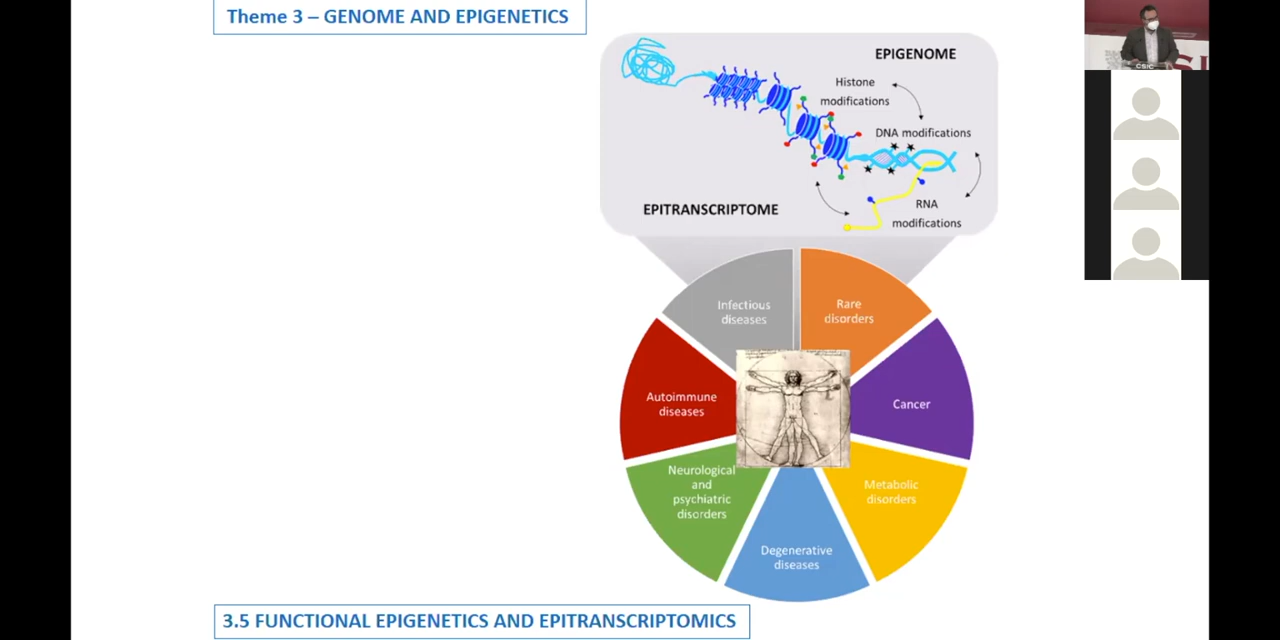 Theme 3 – GENOME AND EPIGENETICS
EPIGENOME
Histone
modifications
DNA modifications
RNA
modifications
EPITRANSCRIPTOME
Infectious
diseases
Rare
disorders
Autoimmune
diseases
Cancer
Neurological
and
psychiatric
disorders
Metabolic
disorders
Degenerative
diseases
3.5 FUNCTIONAL EPIGENETICS AND EPITRANSCRIPTOMICS
CSIC